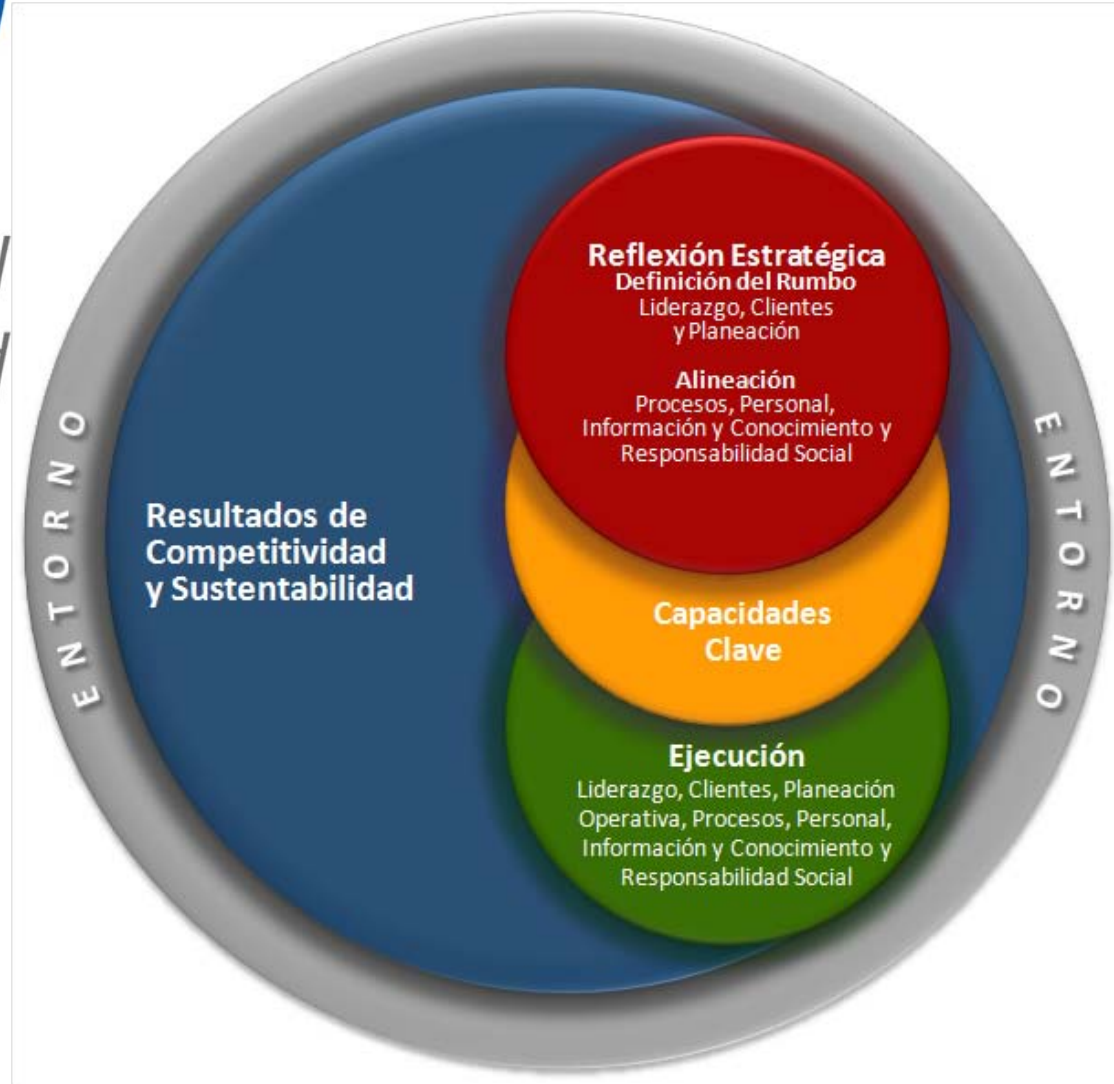 ENTORNO
Resultados de
Competitividad
y Sustentabilidad
Reflexión Estratégica
Definición del Rumbo
Liderazgo, Clientes
y Planeación
Alineación
Procesos, Personal,
Información y Conocimiento y
Responsabilidad Social
Capacidades
Clave
Ejecución
Liderazgo, Clientes, Planeación
Operativa, Procesos, Personal,
Información y Conocimiento y
Responsabilidad Social
ENTORNO